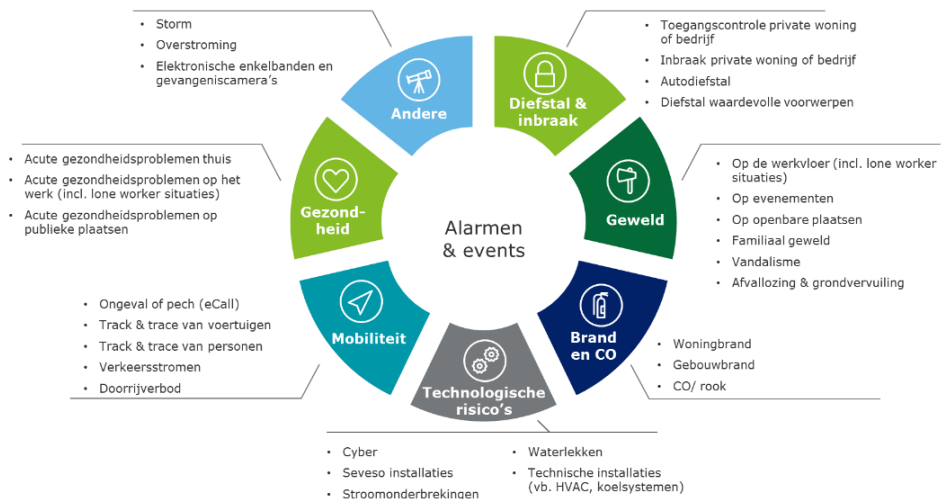 • Storm
• Overstroming
• Elektronische enkelbanden en
gevangeniscamera's
Andere
• Toegangscontrole private woning
of bedrijf
• Inbraak private woning of bedrijf
• Autodiefstal
• Diefstal waardevolle voorwerpen
Diefstal &
inbraak
• Acute gezondheidsproblemen thuis
• Acute gezondheidsproblemen op het
werk (incl. lone worker situaties)
• Acute gezondheidsproblemen op
publieke plaatsen
Gezond-
heid
Alarmen
& events
Geweld
• Op de werkvloer (incl. lone worker
situaties)
• Op evenementen
• Op openbare plaatsen
• Familiaal geweld
• Vandalisme
• Afvallozing & grondvervuiling
• Ongeval of pech (eCall)
• Track & trace van voertuigen
• Track & trace van personen
• Verkeersstromen
• Doorrijverbod
Mobiliteit
Brand
en CO
• Woningbrand
• Gebouwbrand
• CO/ rook
Technologische
risico's
• Cyber
• Seveso installaties
• Stroomonderbrekingen
• Waterlekken
• Technische installaties
(vb. HVAC, koelsystemen)